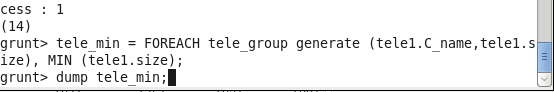 cess : 1
(14)
grunt> tele_min = FOREACH tele_group generate (tele1.C_name,tele1.s
ize), MIN (tele1.size);
grunt> dump tele_min;